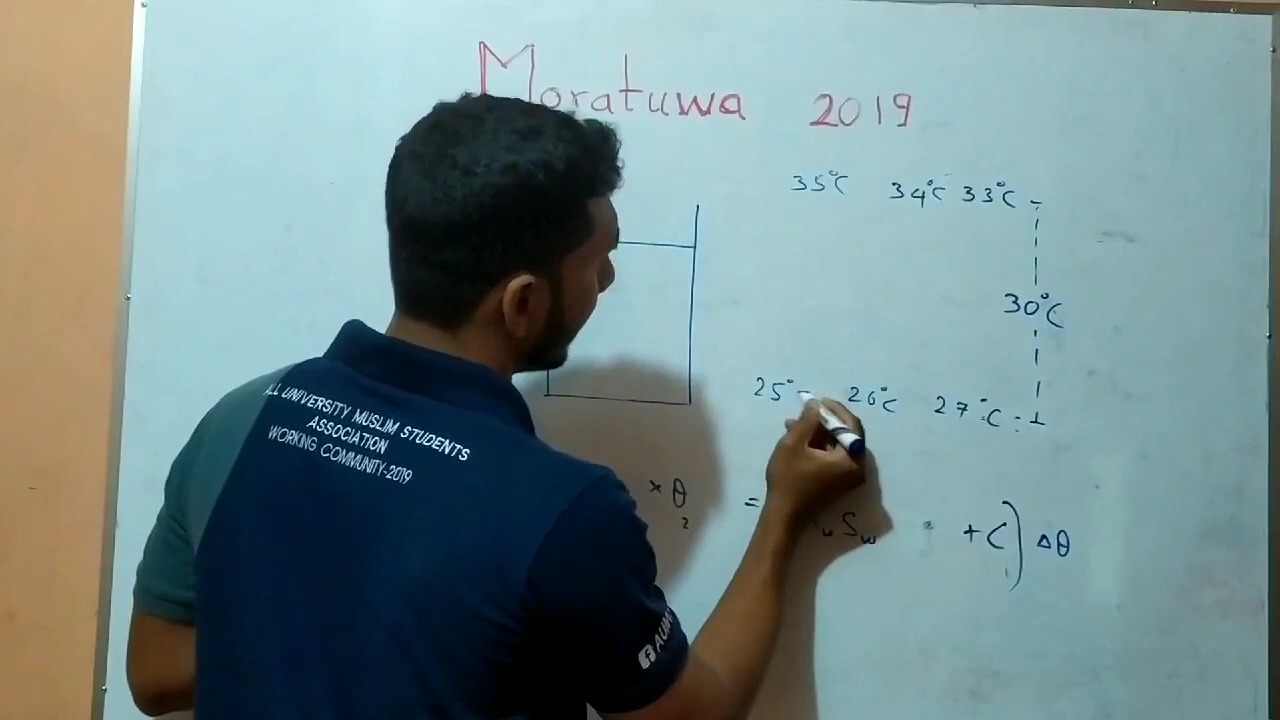 Moratuwa 2019
35°C 34°C 33°C
30°C
25° 26°C 27°C
× θ₂ = wSw + C) Δθ
ALL UNIVERSITY MUSLIM STUDENTS
ASSOCIATION
WORKING COMMUNITY-2019